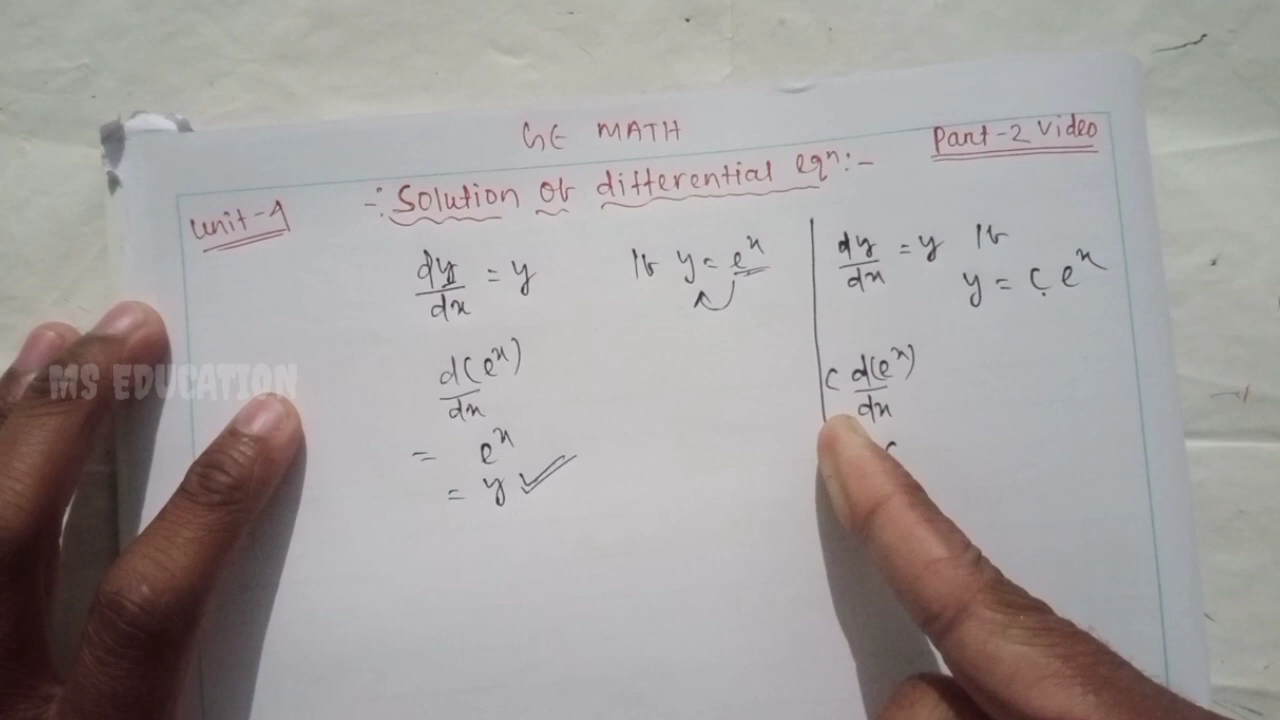 GE MATH
Part-2 Video
Unit-4
-: Solution of differential eqn:-
dy/dx = y
If y = e^x
d(e^x)/dx
= e^x
= y ✓
dy/dx = y If
y = c e^x
c d(e^x)/dx
MS EDUCATION